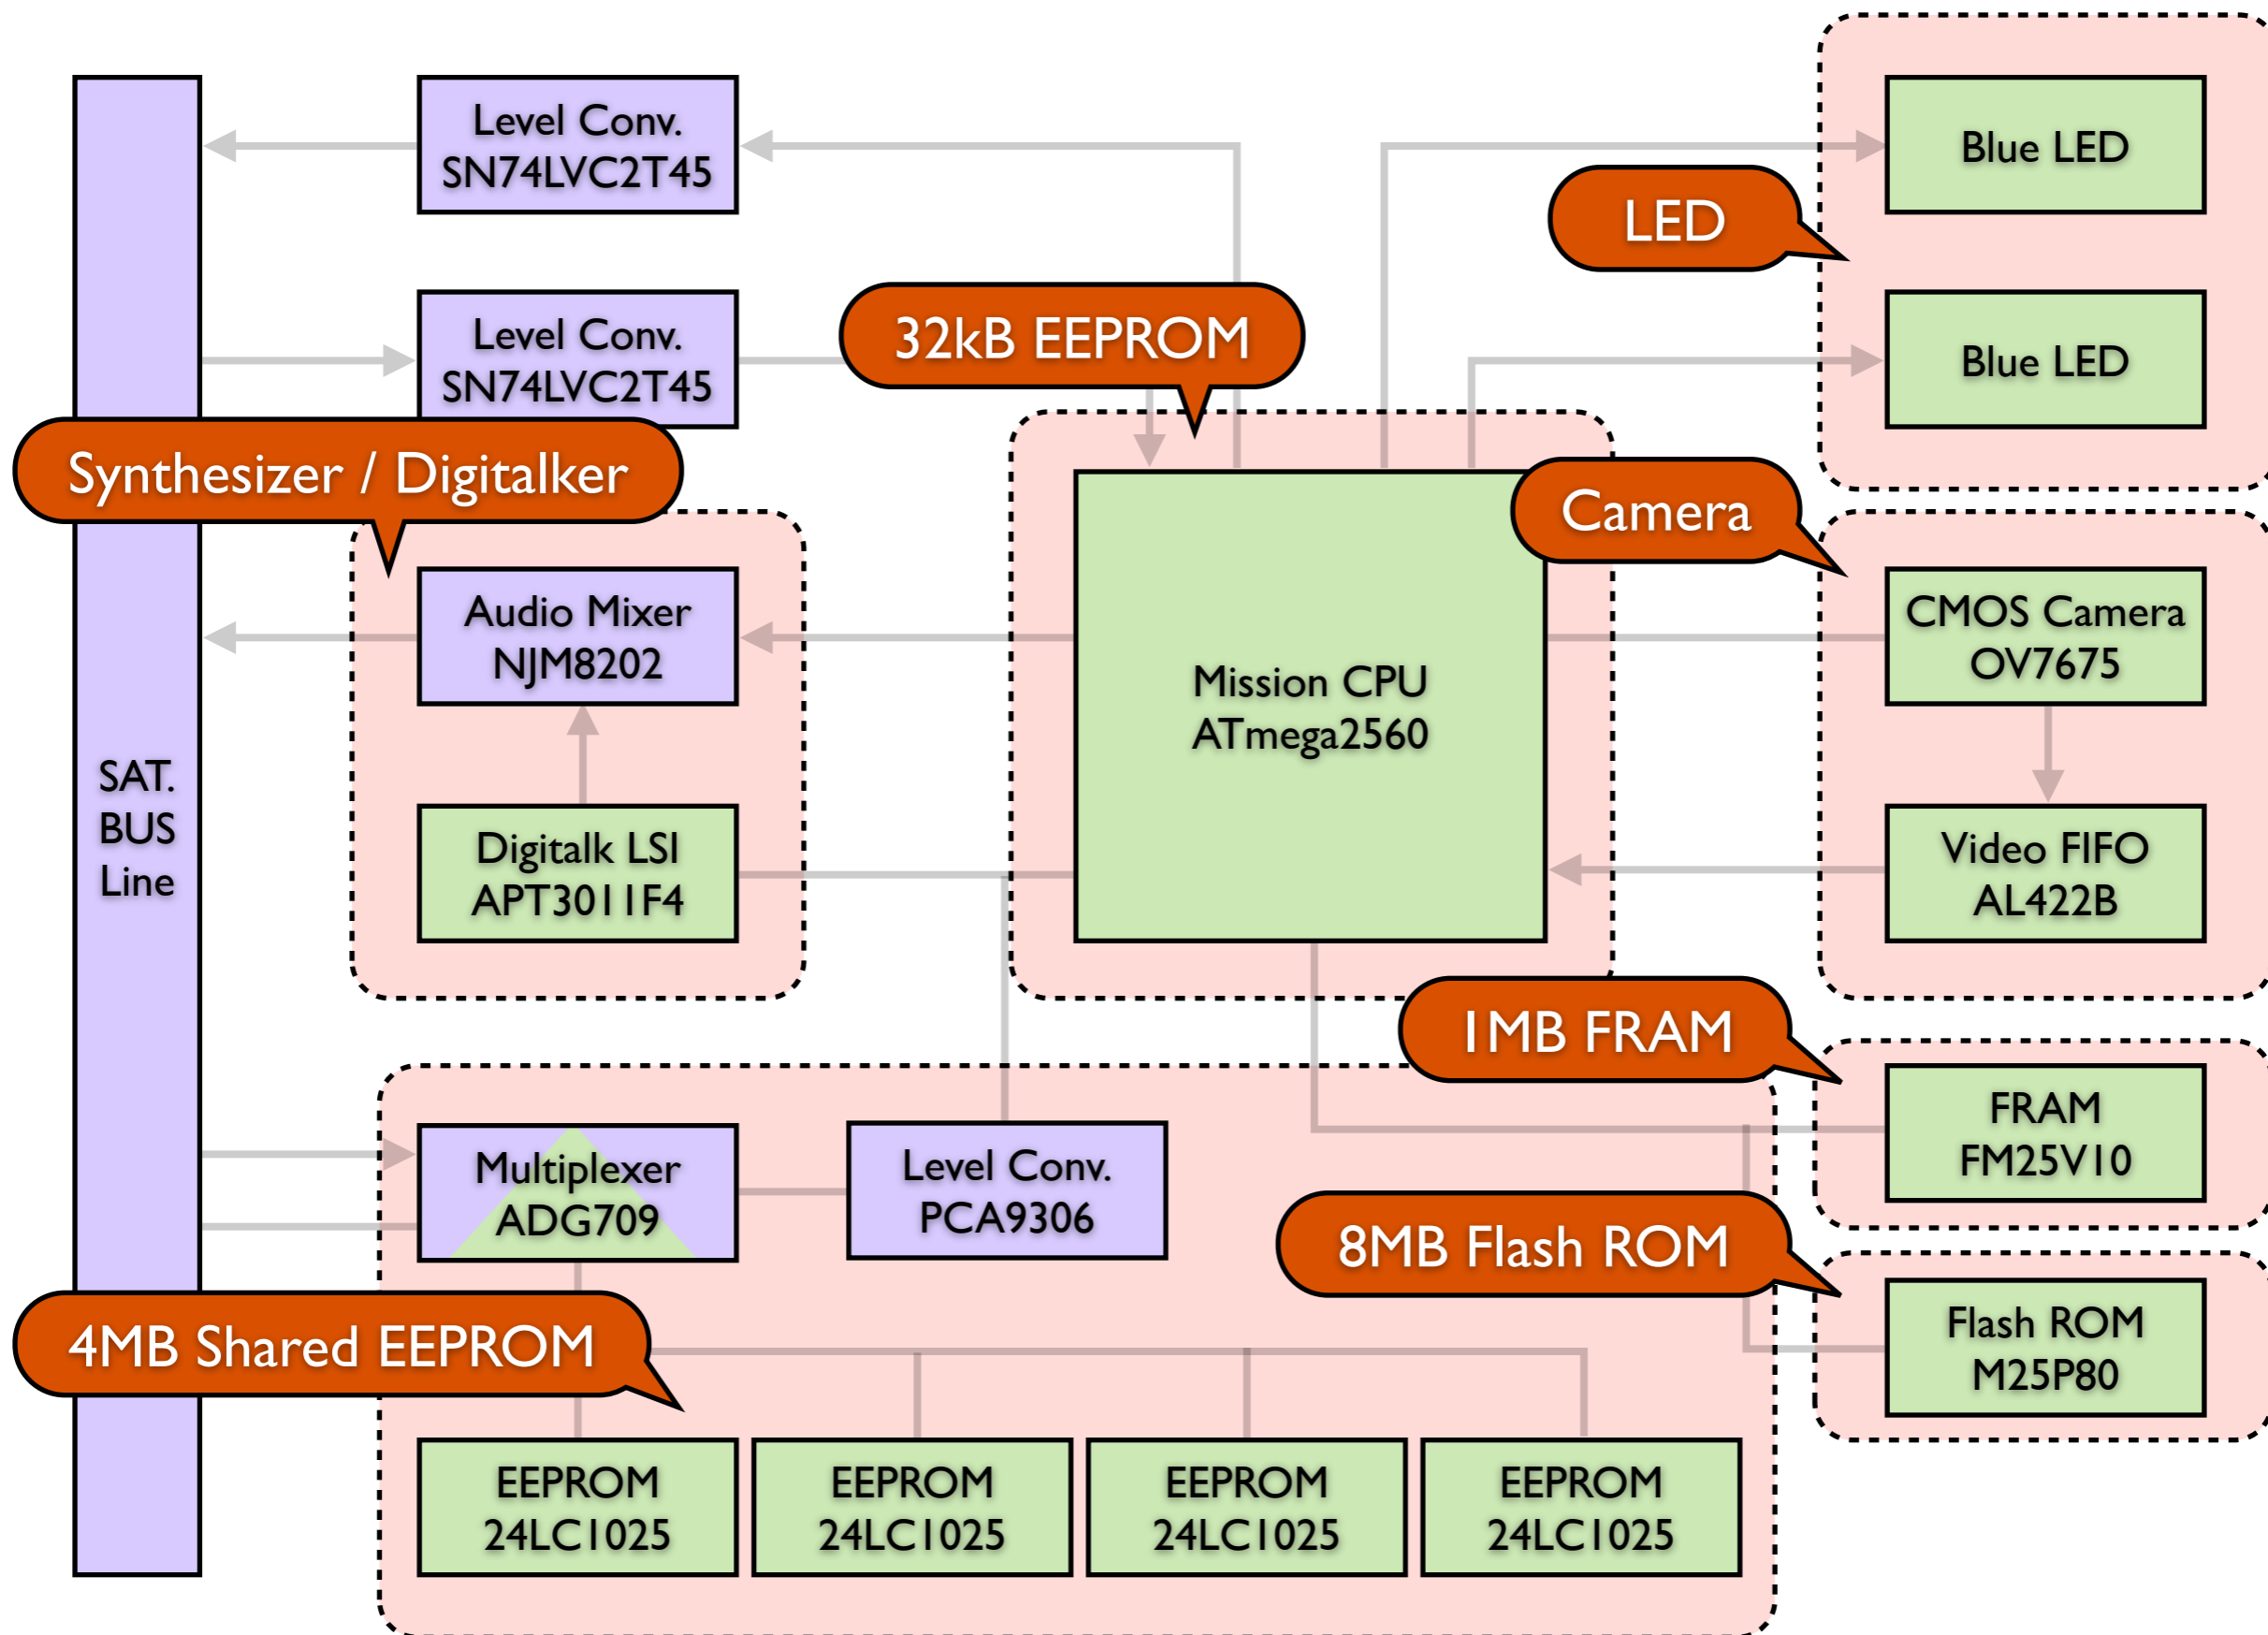 Level Conv.
SN74LVC2T45
Blue LED
LED
Level Conv.
SN74LVC2T45
32kB EEPROM
Blue LED
Synthesizer / Digitalker
Camera
Audio Mixer
NJM8202
Mission CPU
ATmega2560
CMOS Camera
OV7675
SAT.
BUS
Line
Digitalk LSI
APT3011F4
Video FIFO
AL422B
1MB FRAM
Multiplexer
ADG709
Level Conv.
PCA9306
FRAM
FM25V10
8MB Flash ROM
4MB Shared EEPROM
Flash ROM
M25P80
EEPROM
24LC1025
EEPROM
24LC1025
EEPROM
24LC1025
EEPROM
24LC1025